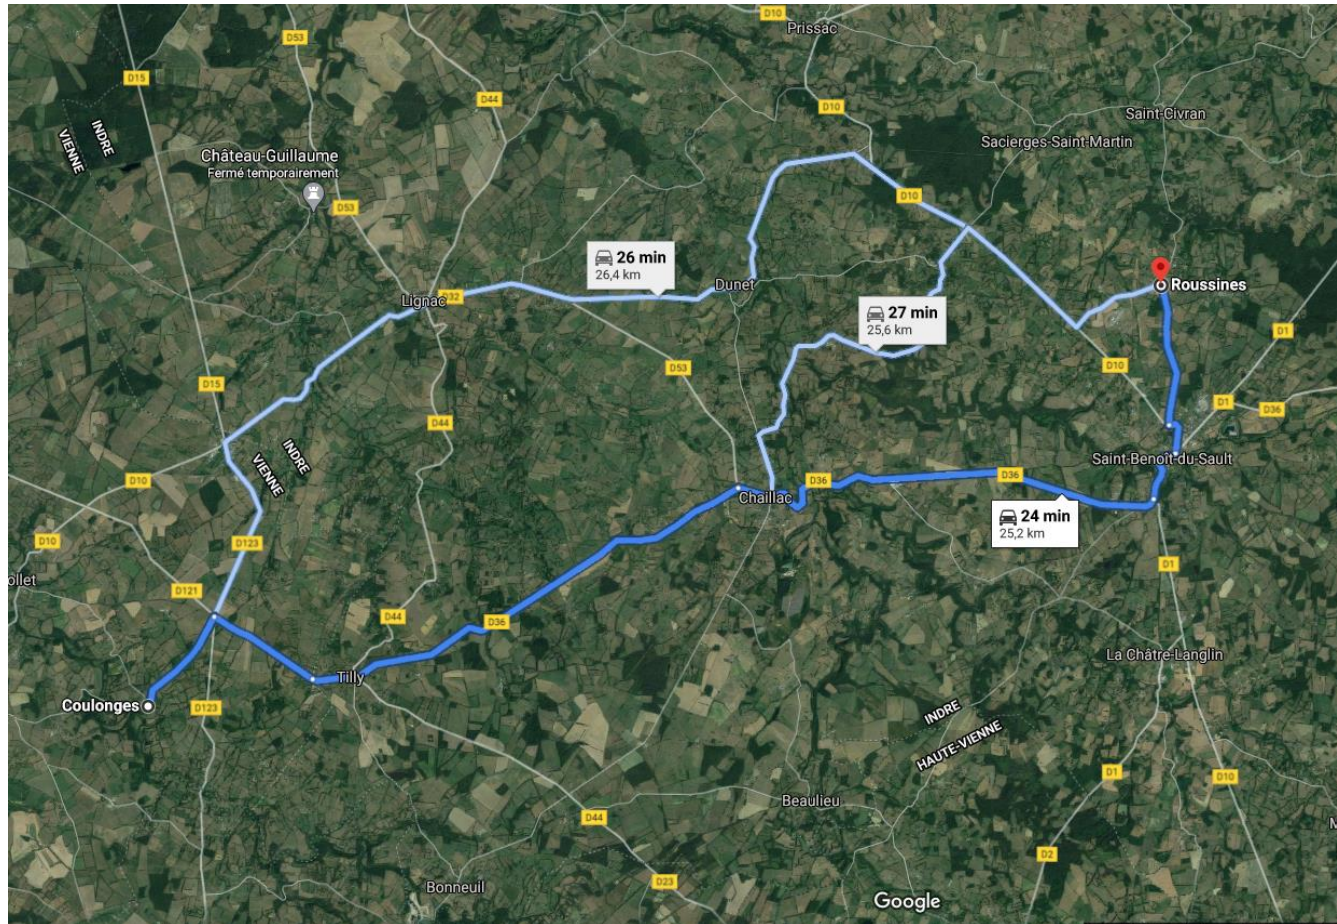 D10
Prissac
D53
D15
D44
D10
Saint-Civran
INDRE
VIENNE
Sacierges-Saint-Martin
Château-Guillaume
Fermé temporairement
D53
D10
26 min
26,4 km
Dunet
Roussines
D32
Lignac
27 min
25,6 km
D1
D53
D10
D15
D1
D36
D44
INDRE
VIENNE
Saint-Benoît-du-Sault
D10
D36
D36
Chaillac
24 min
25,2 km
D10
D123
D1
ollet
D121
D44
D36
La Châtre-Langlin
Tilly
Coulonges
D123
INDRE
HAUTE-VIENNE
D1
D10
Beaulieu
D44
M
D2
D23
Bonneuil
Google